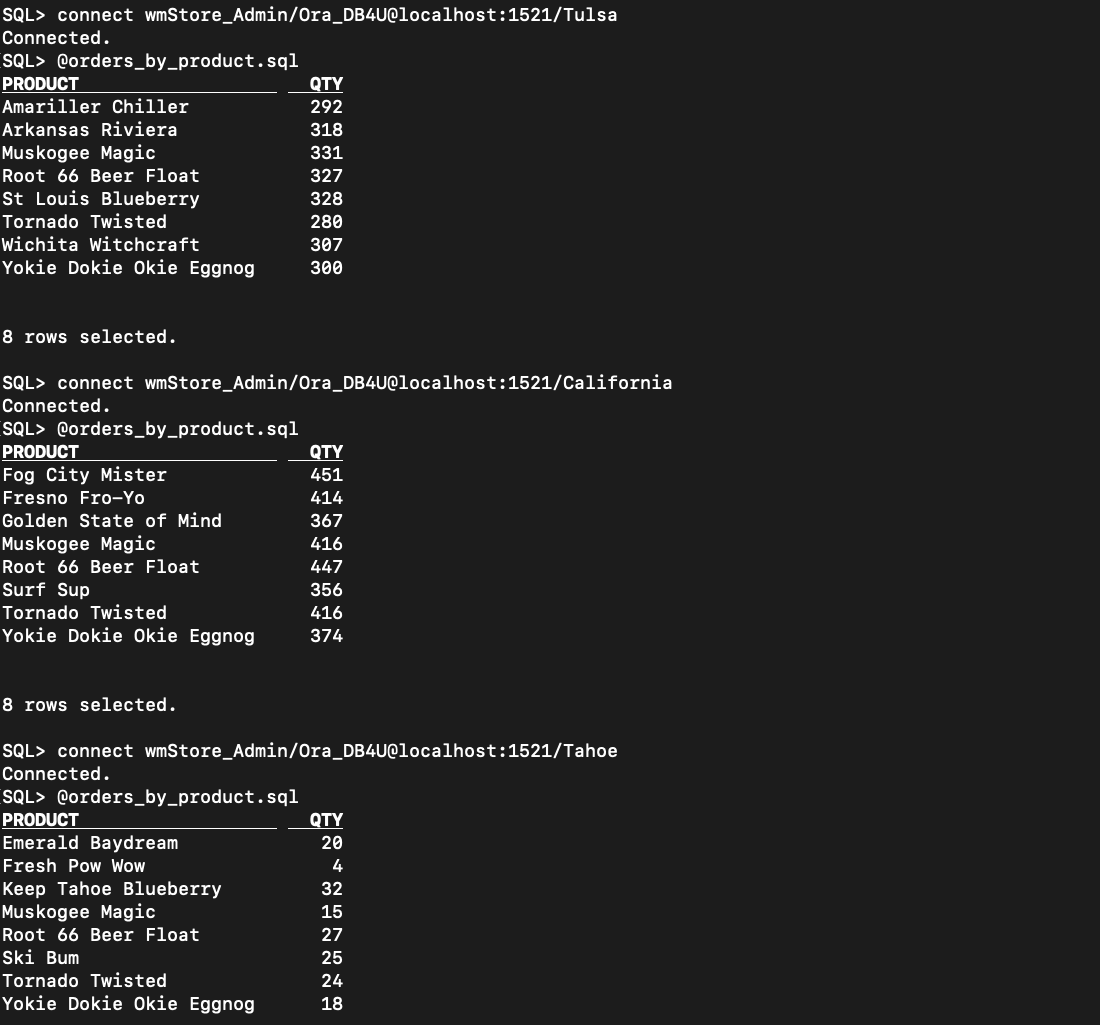 SQL> connect wmStore_Admin/Ora_DB4U@localhost:1521/Tulsa
Connected.
SQL> @orders_by_product.sql
PRODUCT QTY
Amariller Chiller 292
Arkansas Riviera 318
Muskogee Magic 331
Root 66 Beer Float 327
St Louis Blueberry 328
Tornado Twisted 280
Wichita Witchcraft 307
Yokie Dokie Okie Eggnog 300
8 rows selected.
SQL> connect wmStore_Admin/Ora_DB4U@localhost:1521/California
Connected.
SQL> @orders_by_product.sql
PRODUCT QTY
Fog City Mister 451
Fresno Fro-Yo 414
Golden State of Mind 367
Muskogee Magic 416
Root 66 Beer Float 447
Surf Sup 356
Tornado Twisted 416
Yokie Dokie Okie Eggnog 374
8 rows selected.
SQL> connect wmStore_Admin/Ora_DB4U@localhost:1521/Tahoe
Connected.
SQL> @orders_by_product.sql
PRODUCT QTY
Emerald Baydream 20
Fresh Pow Wow 4
Keep Tahoe Blueberry 32
Muskogee Magic 15
Root 66 Beer Float 27
Ski Bum 25
Tornado Twisted 24
Yokie Dokie Okie Eggnog 18